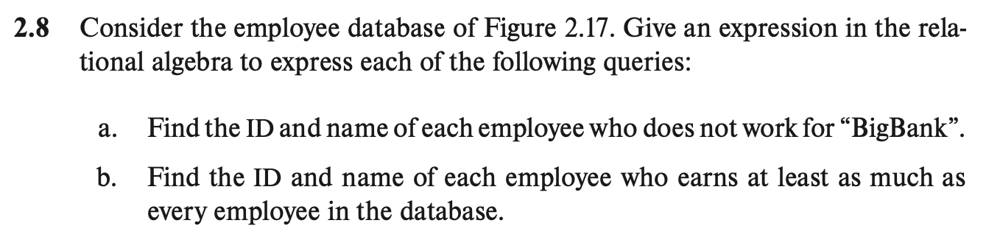 2.8 Consider the employee database of Figure 2.17. Give an expression in the rela-
tional algebra to express each of the following queries:
a. Find the ID and name of each employee who does not work for “BigBank”.
b. Find the ID and name of each employee who earns at least as much as
every employee in the database.